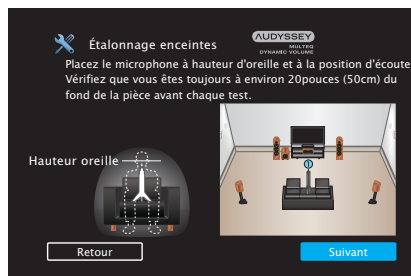 Étalonnage enceintes
AUDYSSEY
MULTEQ
DYNAMIC VOLUME
Placez le microphone à hauteur d'oreille et à la position d'écoute
Vérifiez que vous êtes toujours à environ 20pouces (50cm) du
fond de la pièce avant chaque test.
Hauteur oreille
1
Retour
Suivant